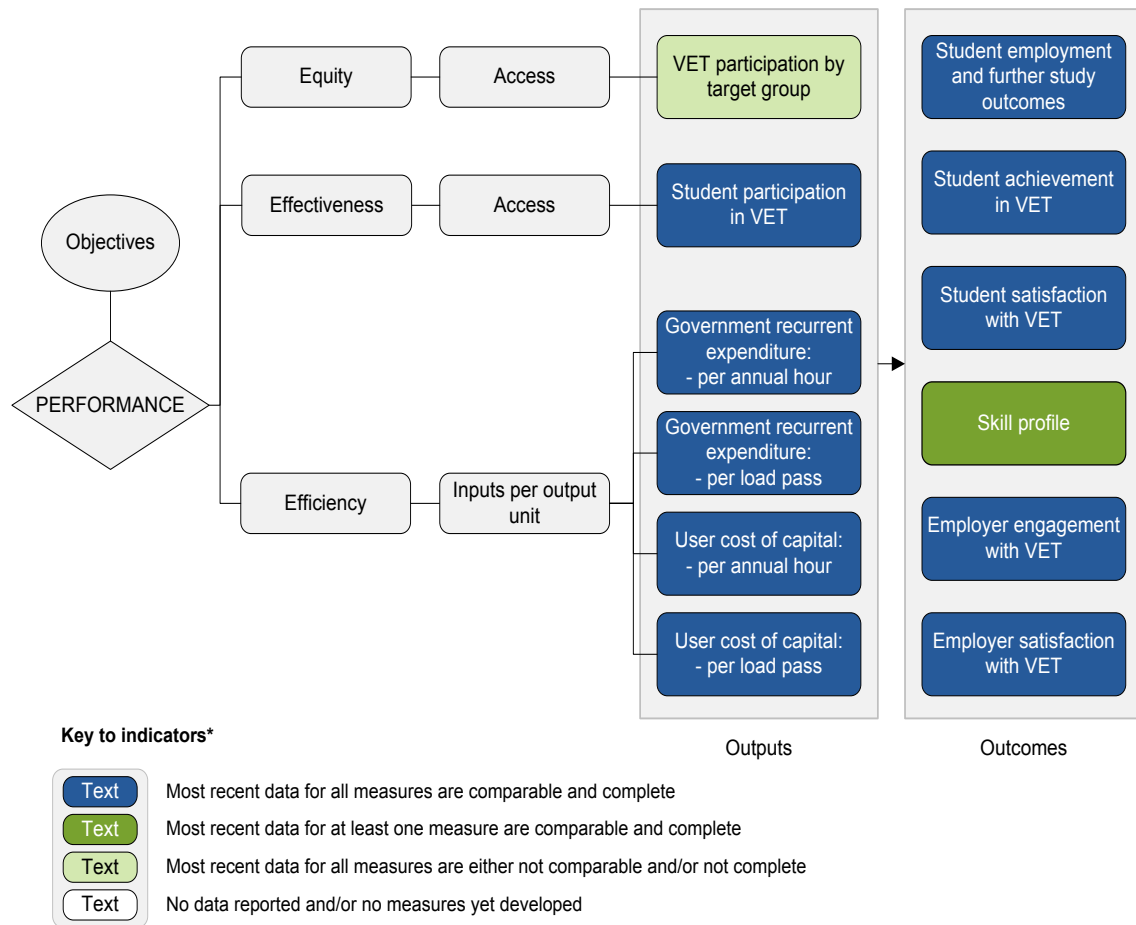 Objectives
PERFORMANCE
Equity
Access
VET participation by
target group
Effectiveness
Access
Student participation
in VET
Efficiency
Inputs per output
unit
Government recurrent
expenditure:
- per annual hour
Government recurrent
expenditure:
- per load pass
User cost of capital:
- per annual hour
User cost of capital:
- per load pass
Outputs
Student employment
and further study
outcomes
Student achievement
in VET
Student satisfaction
with VET
Skill profile
Employer engagement
with VET
Employer satisfaction
with VET
Outcomes
Key to indicators*
Text Most recent data for all measures are comparable and complete
Text Most recent data for at least one measure are comparable and complete
Text Most recent data for all measures are either not comparable and/or not complete
Text No data reported and/or no measures yet developed